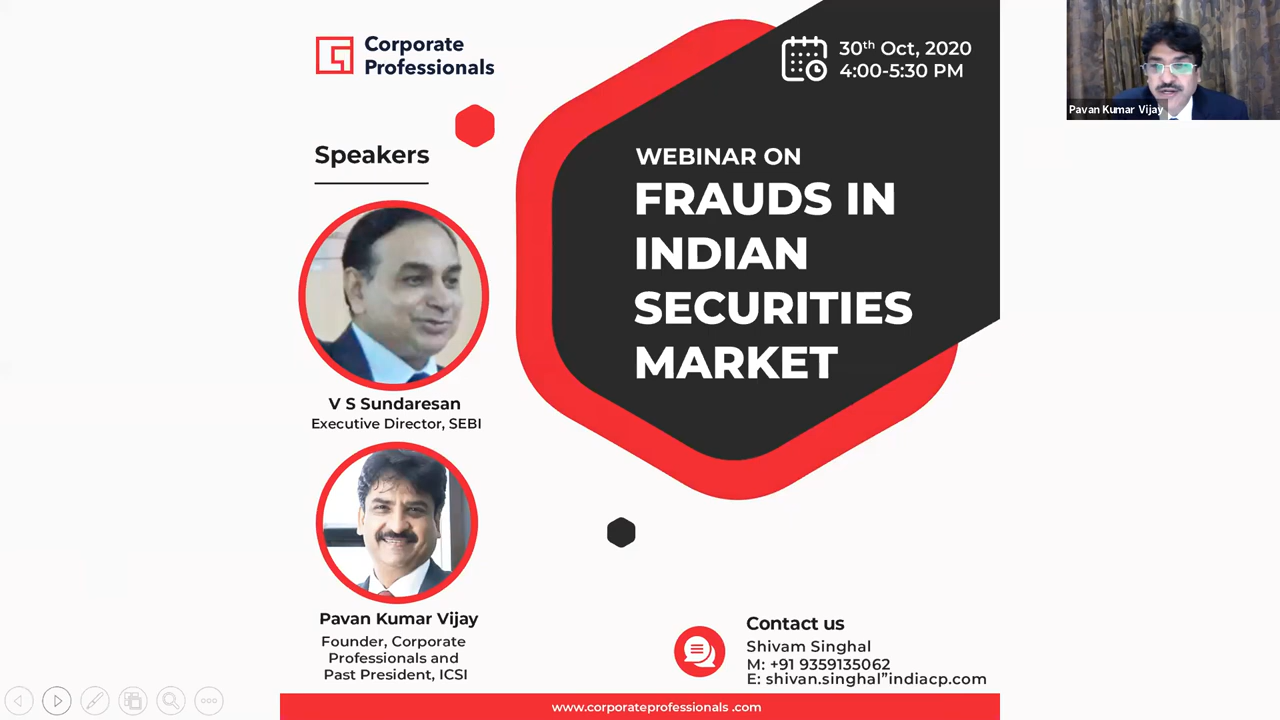 Corporate
Professionals
30th Oct, 2020
4:00-5:30 PM
Pavan Kumar Vijay
Speakers
WEBINAR ON
FRAUDS IN
INDIAN
SECURITIES
MARKET
V S Sundaresan
Executive Director, SEBI
Pavan Kumar Vijay
Founder, Corporate
Professionals and
Past President, ICSI
Contact us
Shivam Singhal
M: +91 9359135062
E: shivan.singhal”indiacp.com
www.corporateprofessionals .com